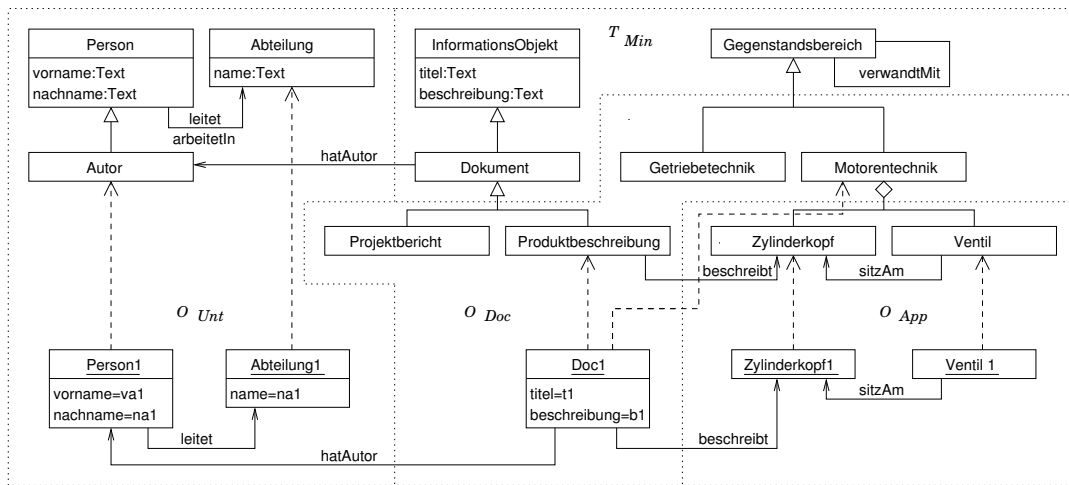 Person
vorname:Text
nachname:Text
Abteilung
name:Text
InformationsObjekt
titel:Text
beschreibung:Text
T Min
Gegenstandsbereich
verwandtMit
leitet
arbeitetIn
Autor
hatAutor
Dokument
Getriebetechnik
Motorentechnik
Projektbericht
Produktbeschreibung
Zylinderkopf
Ventil
beschreibt
sitzAm
O Unt
O Doc
O App
Person1
vorname=va1
nachname=na1
Abteilung1
name=na1
Doc1
titel=t1
beschreibung=b1
Zylinderkopf1
Ventil 1
sitzAm
leitet
beschreibt
hatAutor